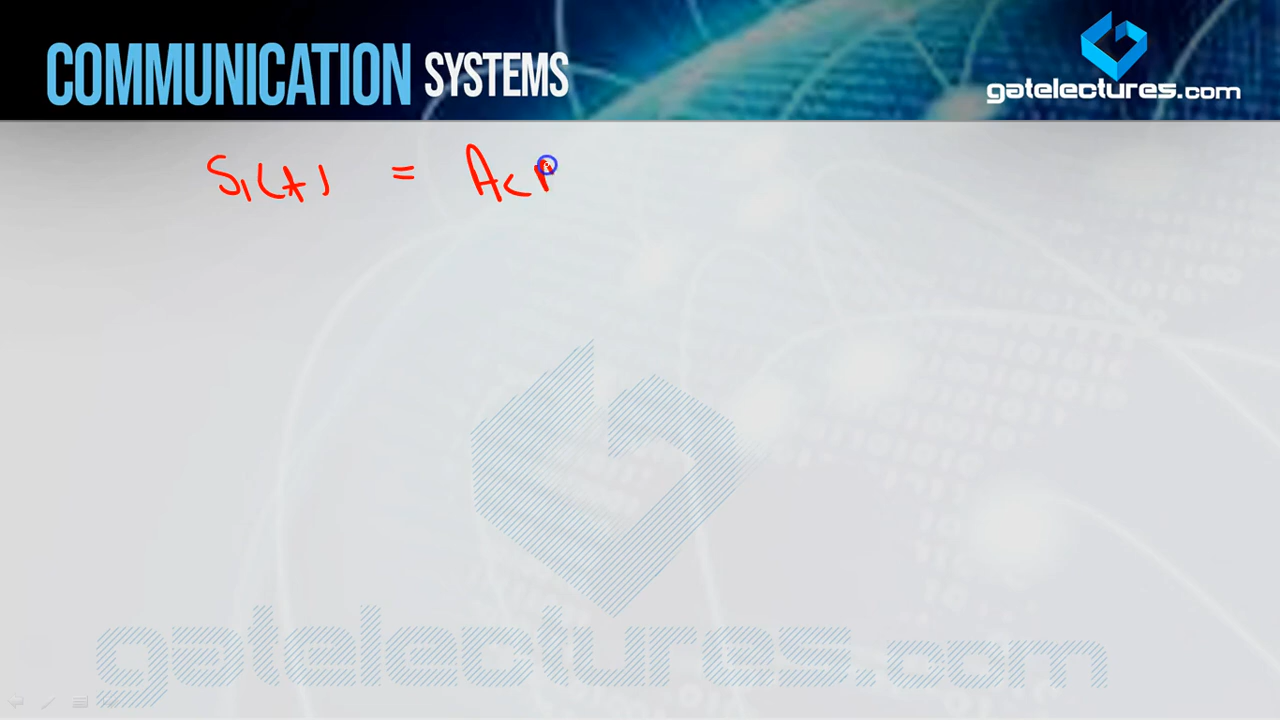 COMMUNICATION SYSTEMS
gatelectures.com
S₁(t) = Ac
gatelectures.com